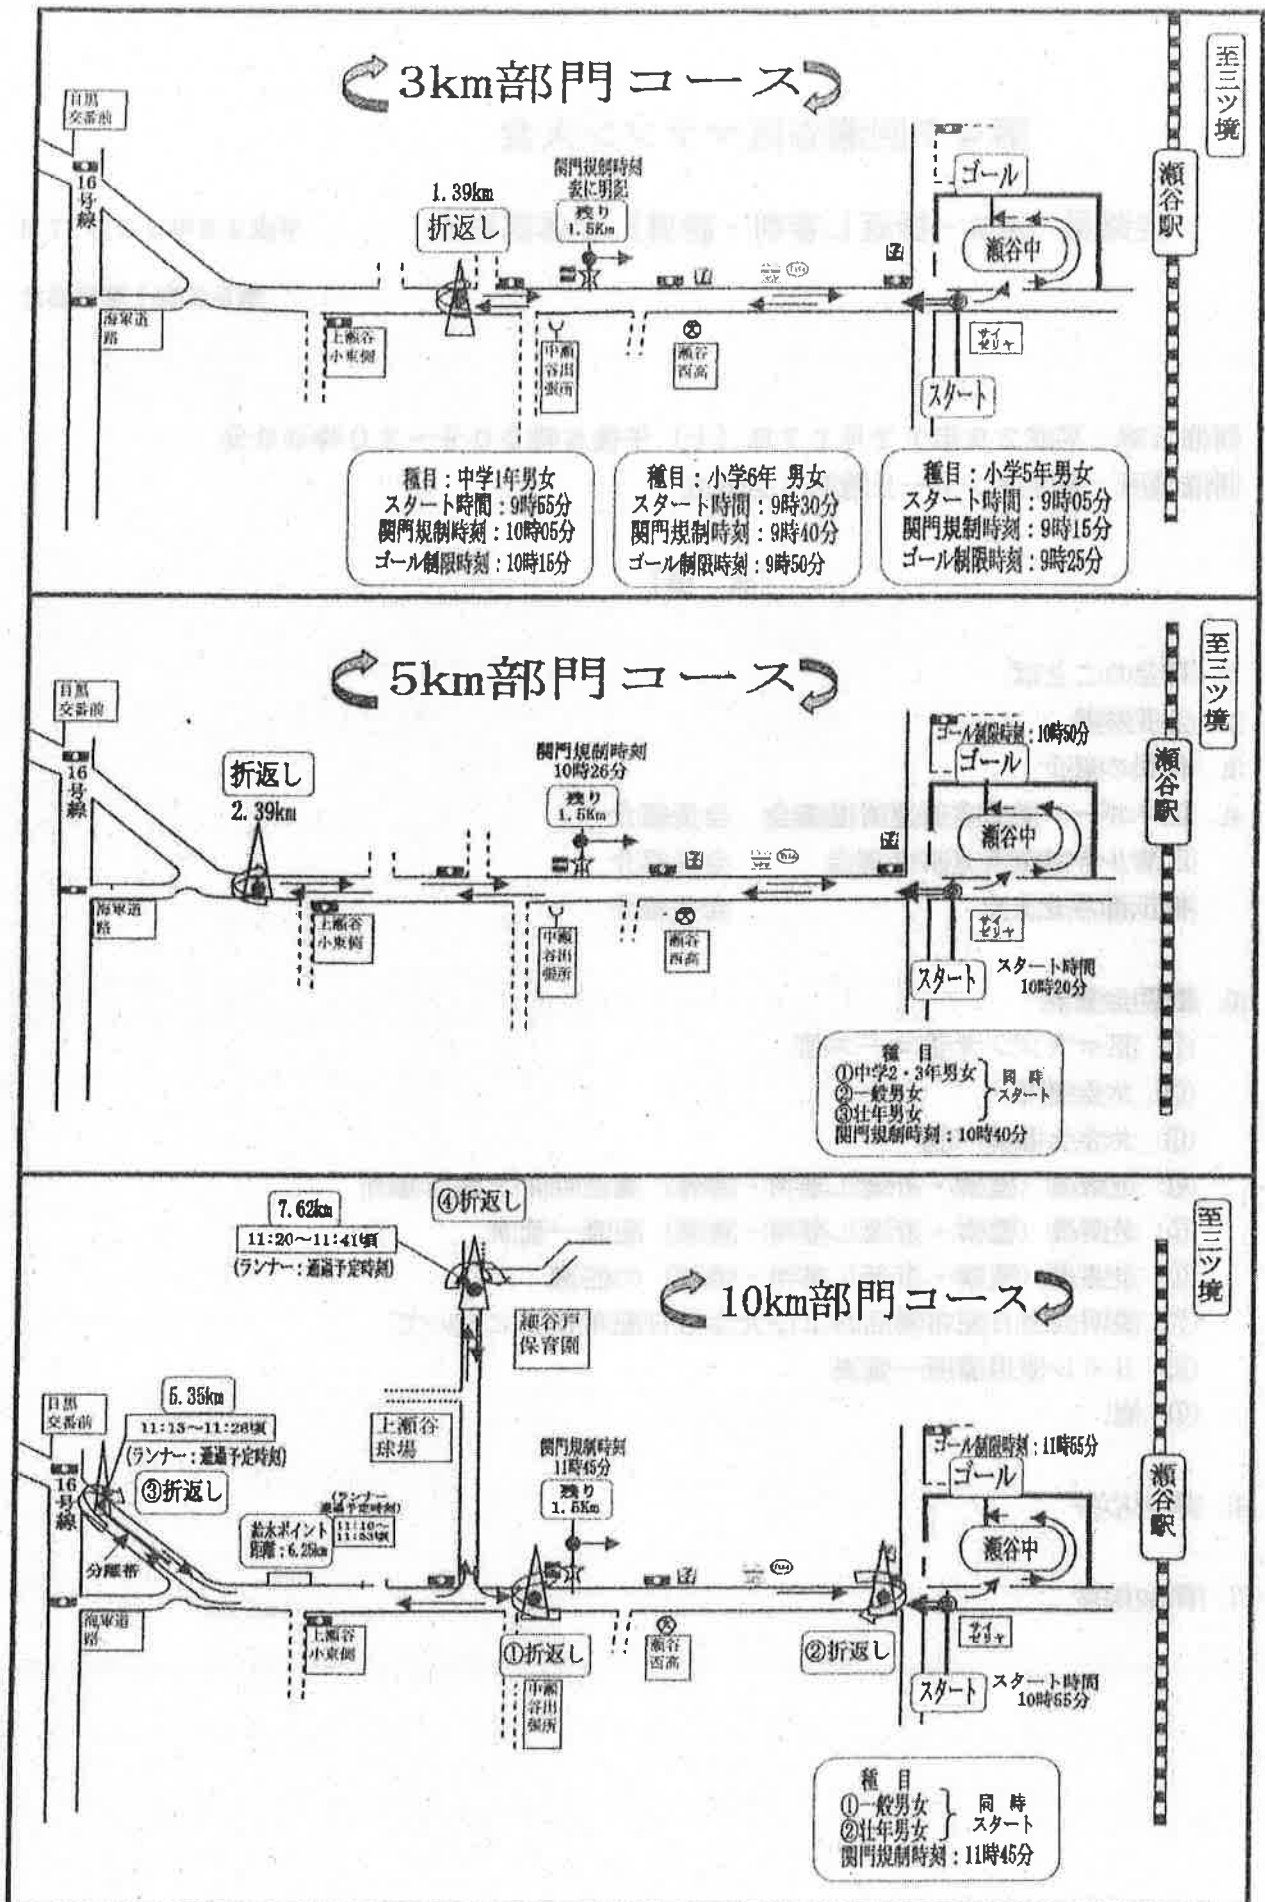 3km部門コース
至三ツ境
瀬谷駅
目黒
交番前
16号線
海軍道
路
1.39km
折返し
関門規制時刻
表に明記
残り
1.5Km
ゴール
瀬谷中
上瀬谷
小東側
中瀬
谷出
張所
瀬谷
西高
サイ
ゼリヤ
スタート
種目：中学1年男女
スタート時間：9時55分
関門規制時刻：10時05分
ゴール制限時刻：10時15分
種目：小学6年 男女
スタート時間：9時30分
関門規制時刻：9時40分
ゴール制限時刻：9時50分
種目：小学5年男女
スタート時間：9時05分
関門規制時刻：9時15分
ゴール制限時刻：9時25分
5km部門コース
至三ツ境
瀬谷駅
目黒
交番前
16号線
海軍道
路
折返し
2.39km
関門規制時刻
10時26分
残り
1.5Km
ゴール制限時刻：10時50分
ゴール
瀬谷中
上瀬谷
小東側
中瀬
谷出
張所
瀬谷
西高
サイ
ゼリヤ
スタート
スタート時間
10時20分
種　目
①中学2・3年男女
②一般男女
③壮年男女
同 時
スタート
関門規制時刻：10時40分
10km部門コース
至三ツ境
瀬谷駅
7.62km
11:20～11:41頃
(ランナー：通過予定時刻)
④折返し
細谷戸
保育園
目黒
交番前
16号線
5.35km
11:13～11:28頃
(ランナー：通過予定時刻)
③折返し
分離帯
海軍道
路
上瀬谷
球場
給水ポイント
距離：6.25km
(ランナー
通過予定時刻)
関門規制時刻
11時45分
残り
1.5Km
ゴール制限時刻：11時55分
ゴール
瀬谷中
上瀬谷
小東側
①折返し
中瀬
谷出
張所
瀬谷
西高
②折返し
サイ
ゼリヤ
スタート
スタート時間
10時55分
種　目
①一般男女
②壮年男女
同 時
スタート
関門規制時刻：11時45分